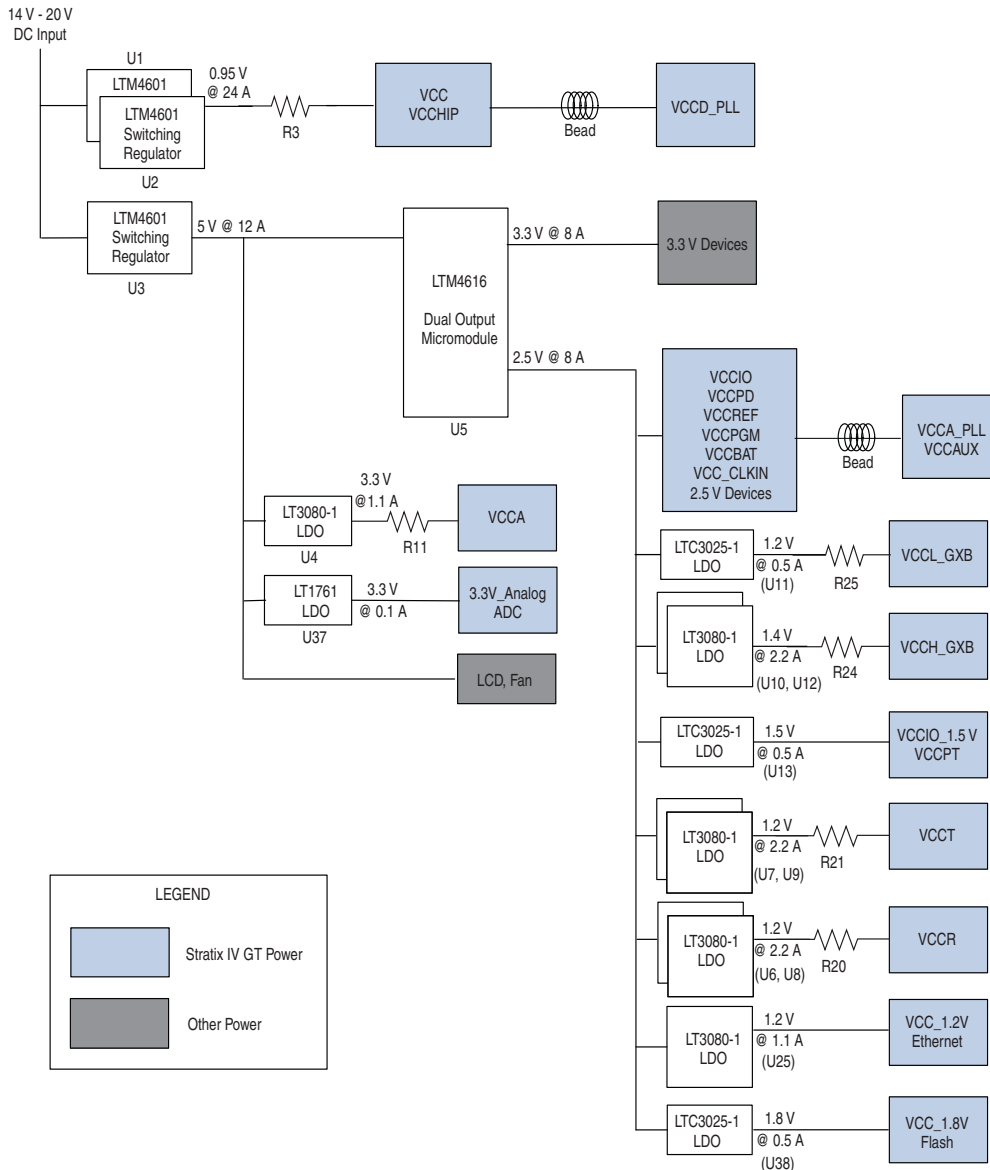 14 V - 20 V
DC Input
U1
LTM4601
LTM4601
Switching
Regulator
U2
0.95 V
@ 24 A
R3
VCC
VCCHIP
Bead
VCCD_PLL
LTM4601
Switching
Regulator
U3
5 V @ 12 A
LTM4616
Dual Output
Micromodule
U5
3.3 V @ 8 A
3.3 V Devices
2.5 V @ 8 A
VCCIO
VCCPD
VCCREF
VCCPGM
VCCBAT
VCC_CLKIN
2.5 V Devices
Bead
VCCA_PLL
VCCAUX
LT3080-1
LDO
U4
3.3 V
@1.1 A
R11
VCCA
LT1761
LDO
U37
3.3 V
@ 0.1 A
3.3V_Analog
ADC
LCD, Fan
LTC3025-1
LDO
1.2 V
@ 0.5 A
(U11)
R25
VCCL_GXB
LT3080-1
LDO
1.4 V
@ 2.2 A
(U10, U12)
R24
VCCH_GXB
LTC3025-1
LDO
1.5 V
@ 0.5 A
(U13)
VCCIO_1.5 V
VCCPT
LT3080-1
LDO
1.2 V
@ 2.2 A
(U7, U9)
R21
VCCT
LT3080-1
LDO
1.2 V
@ 2.2 A
(U6, U8)
R20
VCCR
LT3080-1
LDO
1.2 V
@ 1.1 A
(U25)
VCC_1.2V
Ethernet
LTC3025-1
LDO
1.8 V
@ 0.5 A
(U38)
VCC_1.8V
Flash
LEGEND
Stratix IV GT Power
Other Power